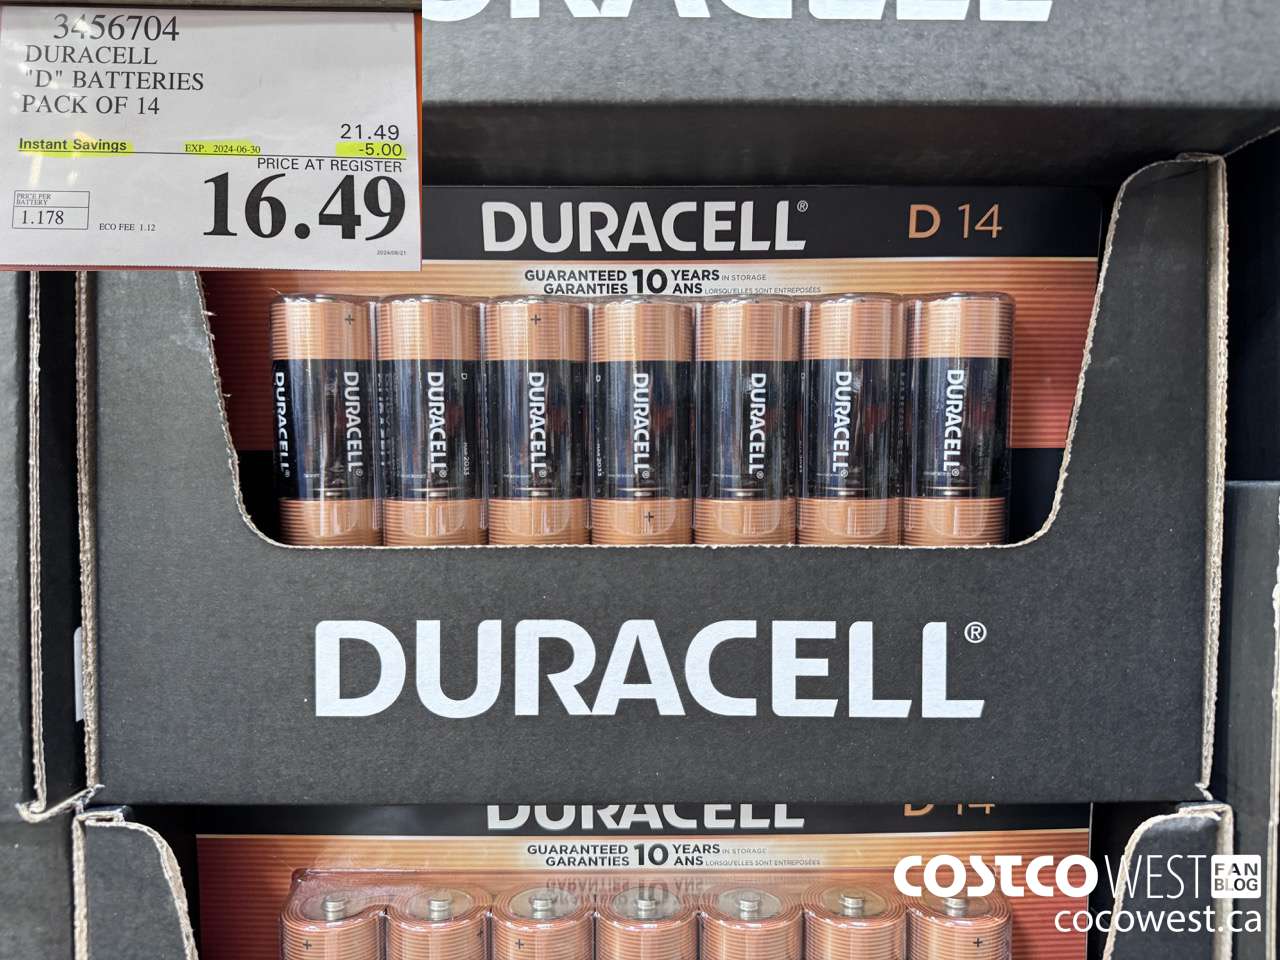 DURACELL
3456704
DURACELL
"D" BATTERIES
PACK OF 14
21.49
Instant Savings EXP. 2024-06-30 -5.00
PRICE AT REGISTER
16.49
PRICE PER
BATTERY
1.178
ECO FEE 1.12
DURACELL® D 14
GUARANTEED 10 YEARS IN STORAGE
GARANTIES 10 ANS LORSQU'ELLES SONT ENTREPOSÉES
DURACELL®
DURACELL®
DURACELL®
DURACELL®
DURACELL®
DURACELL®
DURACELL®
DURACELL®
DURACELL®
DURACELL D 14
GUARANTEED 10 YEARS IN STORAGE
GARANTIES 10 ANS LORSQU'ELLES SONT ENTREPOSÉES
COSTCO WEST FAN BLOG
cocowest.ca